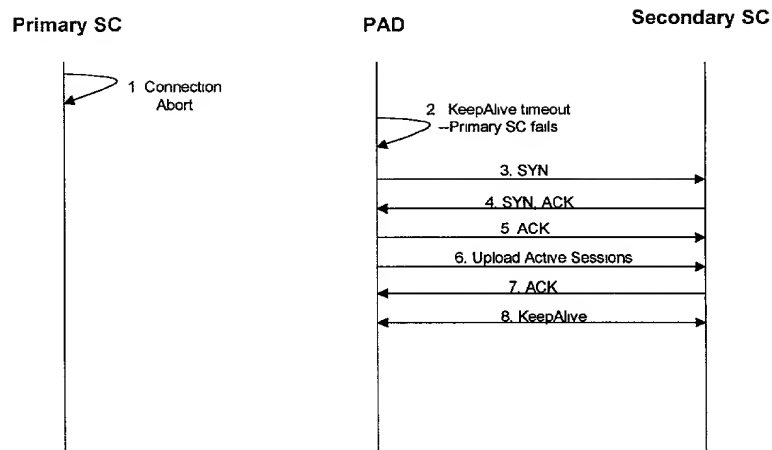 Primary SC
PAD
Secondary SC
1 Connection
Abort
2 KeepAlive timeout
--Primary SC fails
3. SYN
4. SYN, ACK
5 ACK
6. Upload Active Sessions
7. ACK
8. KeepAlive